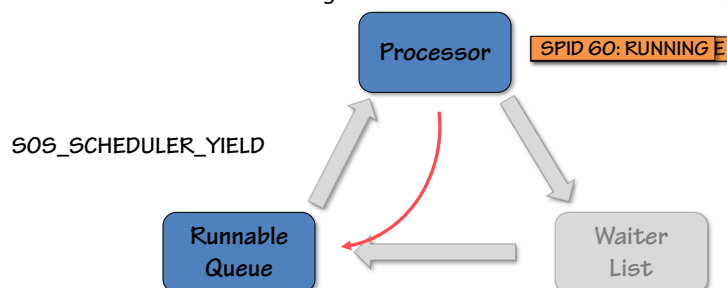 Processor
SPID 60: RUNNING E
SOS_SCHEDULER_YIELD
Runnable
Queue
Waiter
List